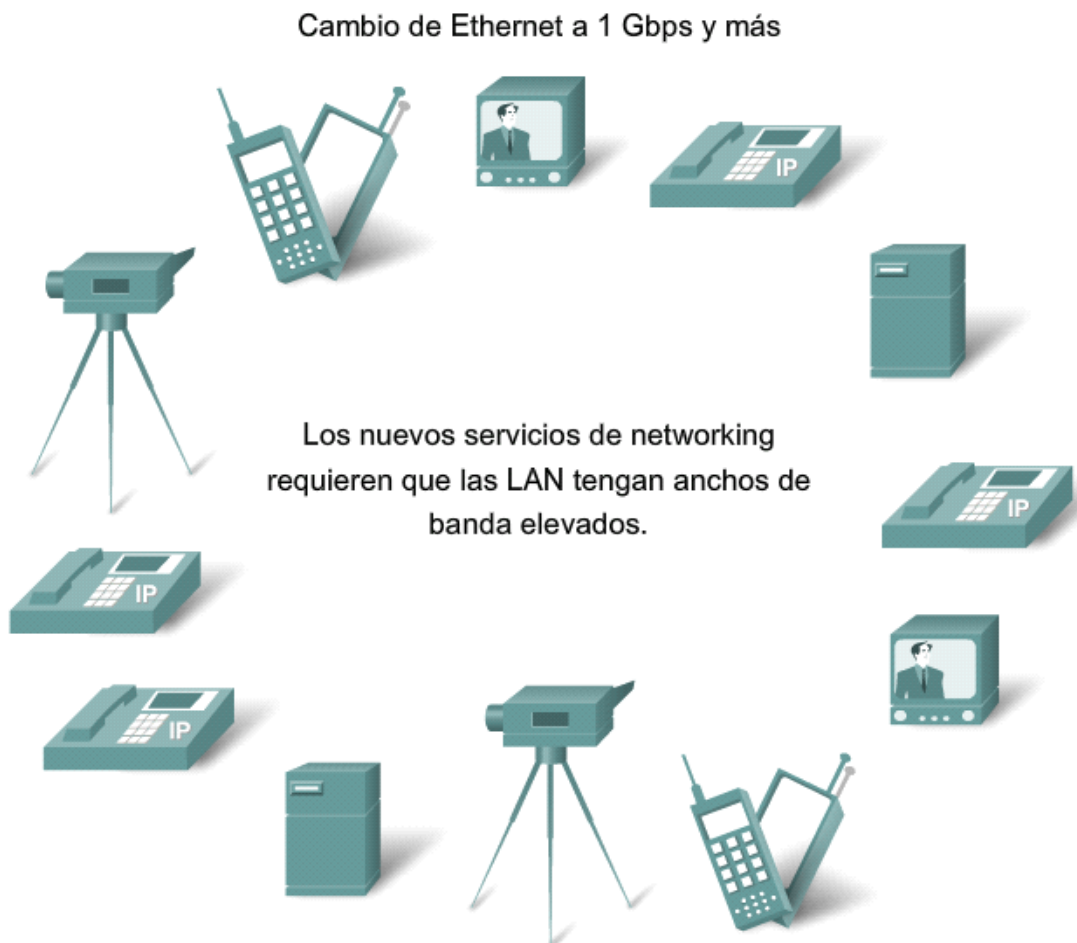 Cambio de Ethernet a 1 Gbps y más
IP
Los nuevos servicios de networking
requieren que las LAN tengan anchos de
banda elevados.
IP
IP
IP